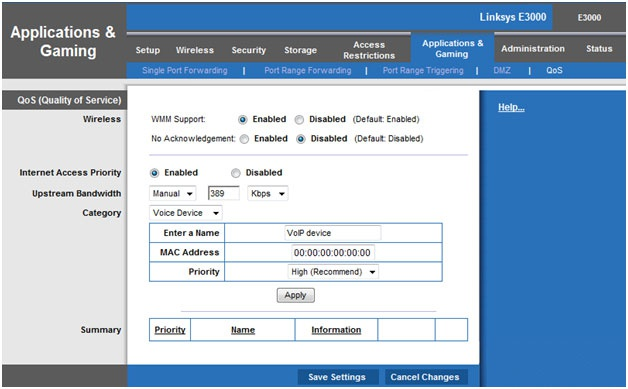 Linksys E3000 E3000
Applications &
Gaming
Setup Wireless Security Storage Access Restrictions Applications & Gaming Administration Status
Single Port Forwarding | Port Range Forwarding | Port Range Triggering | DMZ | QoS
QoS (Quality of Service)
Help...
Wireless WMM Support: Enabled Disabled (Default: Enabled)
No Acknowledgement: Enabled Disabled (Default: Disabled)
Internet Access Priority Enabled Disabled
Upstream Bandwidth Manual 389 Kbps
Category Voice Device
Enter a Name VoIP device
MAC Address 00:00:00:00:00:00
Priority High (Recommend)
Apply
Summary Priority Name Information
Save Settings Cancel Changes